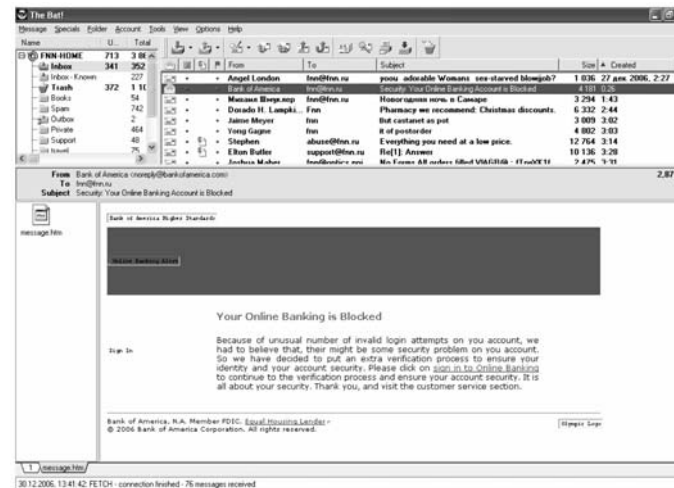 The Bat!
Message Specials Folder Account Tools View Options Help
Name U... Total
FNN-HOME 713
Inbox 341 352
Inbox - Known 227
Trash 372
Books 54
Spam 742
Outbox 2
Private 464
Support 48
75
From To Subject Size Created
Angel London fnn@fnn.ru yoou adorable Womans sex-starved blowjob? 1 036 27 дек. 2006, 2:27
Bank of America fnn@fnn.ru Security: Your Online Banking Account is Blocked 4 181 0:26
Михаил fnn@fnn.ru Новогодняя ночь в Самаре 3 294 1:43
Dorado H. Lampki... Fnn Pharmacy we recommend: Christmas discounts. 6 332 2:44
Jaime Meyer fnn But castanet as pot 3 009 3:02
Yong Gagne fnn it of postorder 4 802 3:03
Stephen abuse@fnn.ru Everything you need at a low price. 12 764 3:14
Elton Butler support@fnn.ru Re[1]: Answer 10 136 3:28
Joshua Maher 2 425 3:31
From Bank of America <noreply@bankofamerica.com>
To fnn@fnn.ru
Subject Security: Your Online Banking Account is Blocked
message.htm
Bank of America Higher Standards
Online Banking Alert
Your Online Banking is Blocked
Because of unusual number of invalid login attempts on you account, we
had to believe that, their might be some security problem on you account.
So we have decided to put an extra verification process to ensure your
identity and your account security. Please click on sign in to Online Banking
to continue to the verification process and ensure your account security. It is
all about your security. Thank you, and visit the customer service section.
Sign In
Bank of America, N.A. Member FDIC. Equal Housing Lender
© 2006 Bank of America Corporation. All rights reserved.
Olympic Logo
1 message.htm
30.12.2006, 13:41:42: FETCH - connection finished - 76 messages received